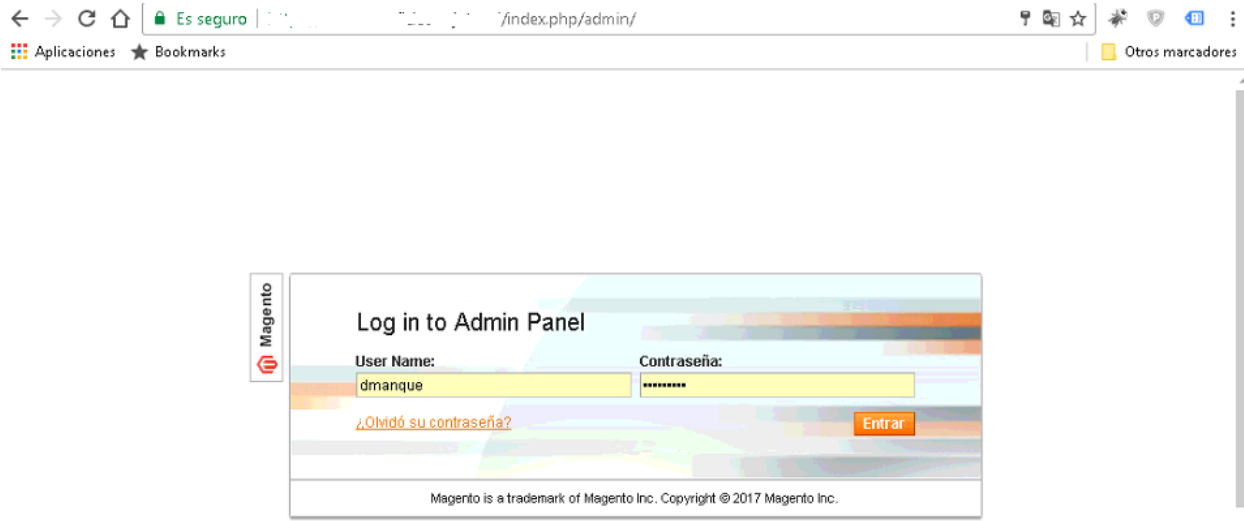 Es seguro /index.php/admin/
Aplicaciones Bookmarks Otros marcadores
Magento
Log in to Admin Panel
User Name: Contraseña:
dmanque •••••••••
¿Olvidó su contraseña? Entrar
Magento is a trademark of Magento Inc. Copyright © 2017 Magento Inc.